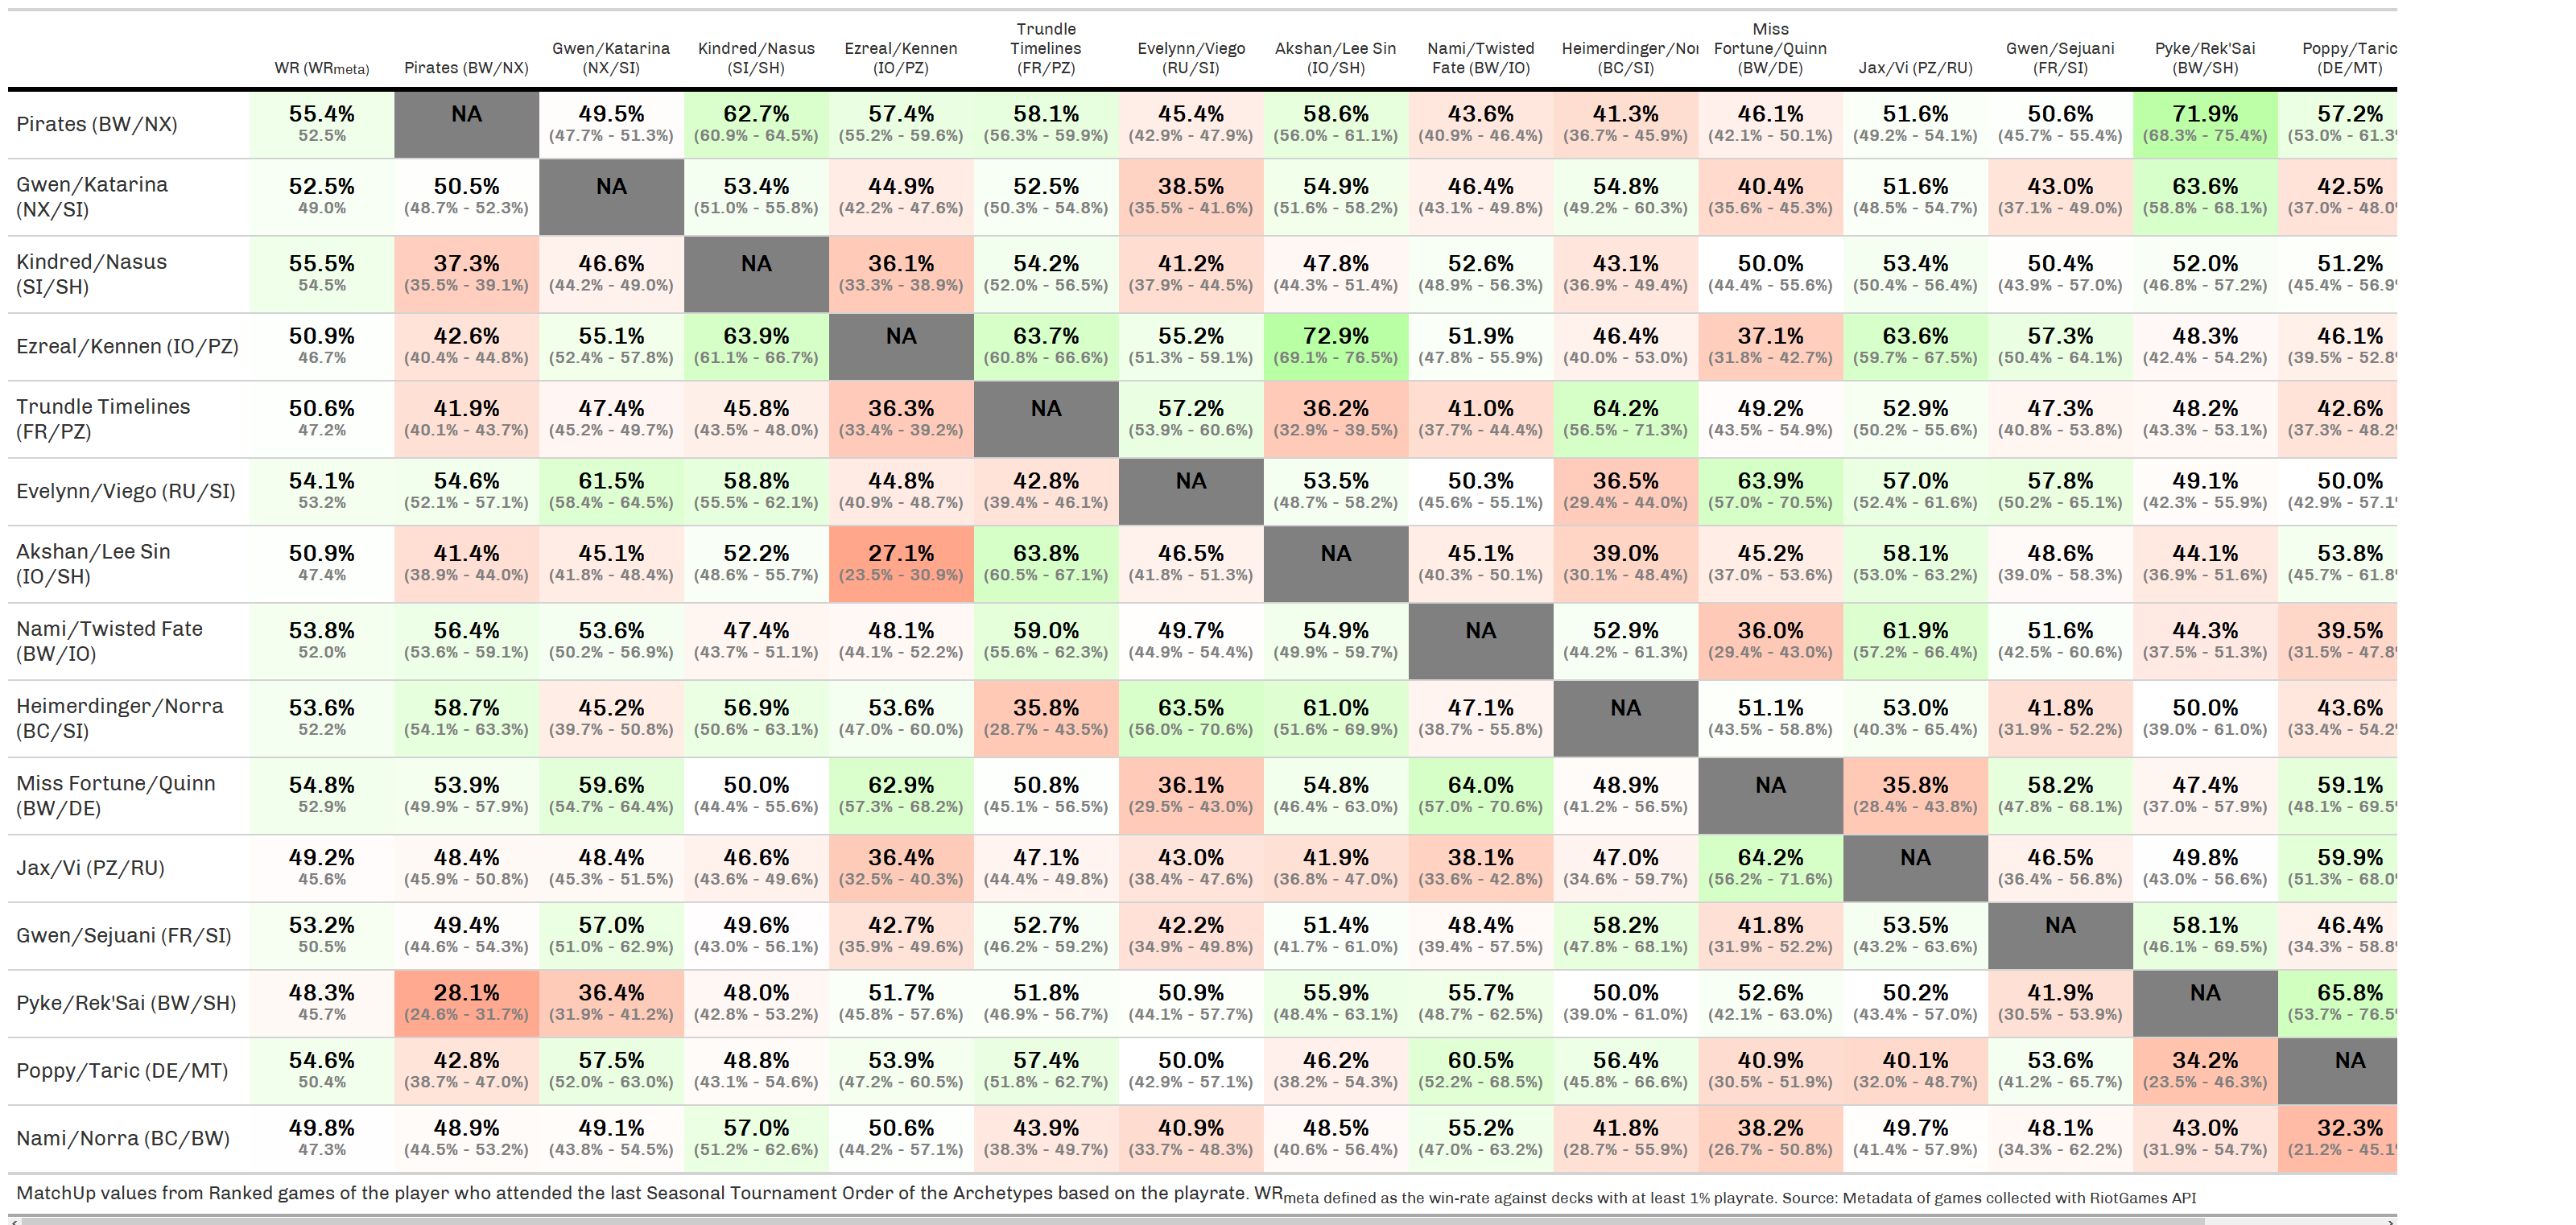 WR (WRmeta) Pirates (BW/NX) Gwen/Katarina (NX/SI) Kindred/Nasus (SI/SH) Ezreal/Kennen (IO/PZ) Trundle Timelines (FR/PZ) Evelynn/Viego (RU/SI) Akshan/Lee Sin (IO/SH) Nami/Twisted Fate (BW/IO) Heimerdinger/Nor (BC/SI) Miss Fortune/Quinn (BW/DE) Jax/Vi (PZ/RU) Gwen/Sejuani (FR/SI) Pyke/Rek'Sai (BW/SH) Poppy/Taric (DE/MT)
Pirates (BW/NX) 55.4% NA 49.5% 62.7% 57.4% 58.1% 45.4% 58.6% 43.6% 41.3% 46.1% 51.6% 50.6% 71.9% 57.2%
52.5% (47.7% - 51.3%) (60.9% - 64.5%) (55.2% - 59.6%) (56.3% - 59.9%) (42.9% - 47.9%) (56.0% - 61.1%) (40.9% - 46.4%) (36.7% - 45.9%) (42.1% - 50.1%) (49.2% - 54.1%) (45.7% - 55.4%) (68.3% - 75.4%) (53.0% - 61.3
Gwen/Katarina (NX/SI) 52.5% 50.5% NA 53.4% 44.9% 52.5% 38.5% 54.9% 46.4% 54.8% 40.4% 51.6% 43.0% 63.6% 42.5%
49.0% (48.7% - 52.3%) (51.0% - 55.8%) (42.2% - 47.6%) (50.3% - 54.8%) (35.5% - 41.6%) (51.6% - 58.2%) (43.1% - 49.8%) (49.2% - 60.3%) (35.6% - 45.3%) (48.5% - 54.7%) (37.1% - 49.0%) (58.8% - 68.1%) (37.0% - 48.0
Kindred/Nasus (SI/SH) 55.5% 37.3% 46.6% NA 36.1% 54.2% 41.2% 47.8% 52.6% 43.1% 50.0% 53.4% 50.4% 52.0% 51.2%
54.5% (35.5% - 39.1%) (44.2% - 49.0%) (33.3% - 38.9%) (52.0% - 56.5%) (37.9% - 44.5%) (44.3% - 51.4%) (48.9% - 56.3%) (36.9% - 49.4%) (44.4% - 55.6%) (50.4% - 56.4%) (43.9% - 57.0%) (46.8% - 57.2%) (45.4% - 56.9
Ezreal/Kennen (IO/PZ) 50.9% 42.6% 55.1% 63.9% NA 63.7% 55.2% 72.9% 51.9% 46.4% 37.1% 63.6% 57.3% 48.3% 46.1%
46.7% (40.4% - 44.8%) (52.4% - 57.8%) (61.1% - 66.7%) (60.8% - 66.6%) (51.3% - 59.1%) (69.1% - 76.5%) (47.8% - 55.9%) (40.0% - 53.0%) (31.8% - 42.7%) (59.7% - 67.5%) (50.4% - 64.1%) (42.4% - 54.2%) (39.5% - 52.8
Trundle Timelines (FR/PZ) 50.6% 41.9% 47.4% 45.8% 36.3% NA 57.2% 36.2% 41.0% 64.2% 49.2% 52.9% 47.3% 48.2% 42.6%
47.2% (40.1% - 43.7%) (45.2% - 49.7%) (43.5% - 48.0%) (33.4% - 39.2%) (53.9% - 60.6%) (32.9% - 39.5%) (37.7% - 44.4%) (56.5% - 71.3%) (43.5% - 54.9%) (50.2% - 55.6%) (40.8% - 53.8%) (43.3% - 53.1%) (37.3% - 48.2
Evelynn/Viego (RU/SI) 54.1% 54.6% 61.5% 58.8% 44.8% 42.8% NA 53.5% 50.3% 36.5% 63.9% 57.0% 57.8% 49.1% 50.0%
53.2% (52.1% - 57.1%) (58.4% - 64.5%) (55.5% - 62.1%) (40.9% - 48.7%) (39.4% - 46.1%) (48.7% - 58.2%) (45.6% - 55.1%) (29.4% - 44.0%) (57.0% - 70.5%) (52.4% - 61.6%) (50.2% - 65.1%) (42.3% - 55.9%) (42.9% - 57.1
Akshan/Lee Sin (IO/SH) 50.9% 41.4% 45.1% 52.2% 27.1% 63.8% 46.5% NA 45.1% 39.0% 45.2% 58.1% 48.6% 44.1% 53.8%
47.4% (38.9% - 44.0%) (41.8% - 48.4%) (48.6% - 55.7%) (23.5% - 30.9%) (60.5% - 67.1%) (41.8% - 51.3%) (40.3% - 50.1%) (30.1% - 48.4%) (37.0% - 53.6%) (53.0% - 63.2%) (39.0% - 58.3%) (36.9% - 51.6%) (45.7% - 61.8
Nami/Twisted Fate (BW/IO) 53.8% 56.4% 53.6% 47.4% 48.1% 59.0% 49.7% 54.9% NA 52.9% 36.0% 61.9% 51.6% 44.3% 39.5%
52.0% (53.6% - 59.1%) (50.2% - 56.9%) (43.7% - 51.1%) (44.1% - 52.2%) (55.6% - 62.3%) (44.9% - 54.4%) (49.9% - 59.7%) (44.2% - 61.3%) (29.4% - 43.0%) (57.2% - 66.4%) (42.5% - 60.6%) (37.5% - 51.3%) (31.5% - 47.8
Heimerdinger/Norra (BC/SI) 53.6% 58.7% 45.2% 56.9% 53.6% 35.8% 63.5% 61.0% 47.1% NA 51.1% 53.0% 41.8% 50.0% 43.6%
52.2% (54.1% - 63.3%) (39.7% - 50.8%) (50.6% - 63.1%) (47.0% - 60.0%) (28.7% - 43.5%) (56.0% - 70.6%) (51.6% - 69.9%) (38.7% - 55.8%) (43.5% - 58.8%) (40.3% - 65.4%) (31.9% - 52.2%) (39.0% - 61.0%) (33.4% - 54.2
Miss Fortune/Quinn (BW/DE) 54.8% 53.9% 59.6% 50.0% 62.9% 50.8% 36.1% 54.8% 64.0% 48.9% NA 35.8% 58.2% 47.4% 59.1%
52.9% (49.9% - 57.9%) (54.7% - 64.4%) (44.4% - 55.6%) (57.3% - 68.2%) (45.1% - 56.5%) (29.5% - 43.0%) (46.4% - 63.0%) (57.0% - 70.6%) (41.2% - 56.5%) (28.4% - 43.8%) (47.8% - 68.1%) (37.0% - 57.9%) (48.1% - 69.5
Jax/Vi (PZ/RU) 49.2% 48.4% 48.4% 46.6% 36.4% 47.1% 43.0% 41.9% 38.1% 47.0% 64.2% NA 46.5% 49.8% 59.9%
45.6% (45.9% - 50.8%) (45.3% - 51.5%) (43.6% - 49.6%) (32.5% - 40.3%) (44.4% - 49.8%) (38.4% - 47.6%) (36.8% - 47.0%) (33.6% - 42.8%) (34.6% - 59.7%) (56.2% - 71.6%) (36.4% - 56.8%) (43.0% - 56.6%) (51.3% - 68.0
Gwen/Sejuani (FR/SI) 53.2% 49.4% 57.0% 49.6% 42.7% 52.7% 42.2% 51.4% 48.4% 58.2% 41.8% 53.5% NA 58.1% 46.4%
50.5% (44.6% - 54.3%) (51.0% - 62.9%) (43.0% - 56.1%) (35.9% - 49.6%) (46.2% - 59.2%) (34.9% - 49.8%) (41.7% - 61.0%) (39.4% - 57.5%) (47.8% - 68.1%) (31.9% - 52.2%) (43.2% - 63.6%) (46.1% - 69.5%) (34.3% - 58.8
Pyke/Rek'Sai (BW/SH) 48.3% 28.1% 36.4% 48.0% 51.7% 51.8% 50.9% 55.9% 55.7% 50.0% 52.6% 50.2% 41.9% NA 65.8%
45.7% (24.6% - 31.7%) (31.9% - 41.2%) (42.8% - 53.2%) (45.8% - 57.6%) (46.9% - 56.7%) (44.1% - 57.7%) (48.4% - 63.1%) (48.7% - 62.5%) (39.0% - 61.0%) (42.1% - 63.0%) (43.4% - 57.0%) (30.5% - 53.9%) (53.7% - 76.5
Poppy/Taric (DE/MT) 54.6% 42.8% 57.5% 48.8% 53.9% 57.4% 50.0% 46.2% 60.5% 56.4% 40.9% 40.1% 53.6% 34.2% NA
50.4% (38.7% - 47.0%) (52.0% - 63.0%) (43.1% - 54.6%) (47.2% - 60.5%) (51.8% - 62.7%) (42.9% - 57.1%) (38.2% - 54.3%) (52.2% - 68.5%) (45.8% - 66.6%) (30.5% - 51.9%) (32.0% - 48.7%) (41.2% - 65.7%) (23.5% - 46.3%)
Nami/Norra (BC/BW) 49.8% 48.9% 49.1% 57.0% 50.6% 43.9% 40.9% 48.5% 55.2% 41.8% 38.2% 49.7% 48.1% 43.0% 32.3%
47.3% (44.5% - 53.2%) (43.8% - 54.5%) (51.2% - 62.6%) (44.2% - 57.1%) (38.3% - 49.7%) (33.7% - 48.3%) (40.6% - 56.4%) (47.0% - 63.2%) (28.7% - 55.9%) (26.7% - 50.8%) (41.4% - 57.9%) (34.3% - 62.2%) (31.9% - 54.7%) (21.2% - 45.1
MatchUp values from Ranked games of the player who attended the last Seasonal Tournament Order of the Archetypes based on the playrate. WRmeta defined as the win-rate against decks with at least 1% playrate. Source: Metadata of games collected with RiotGames API